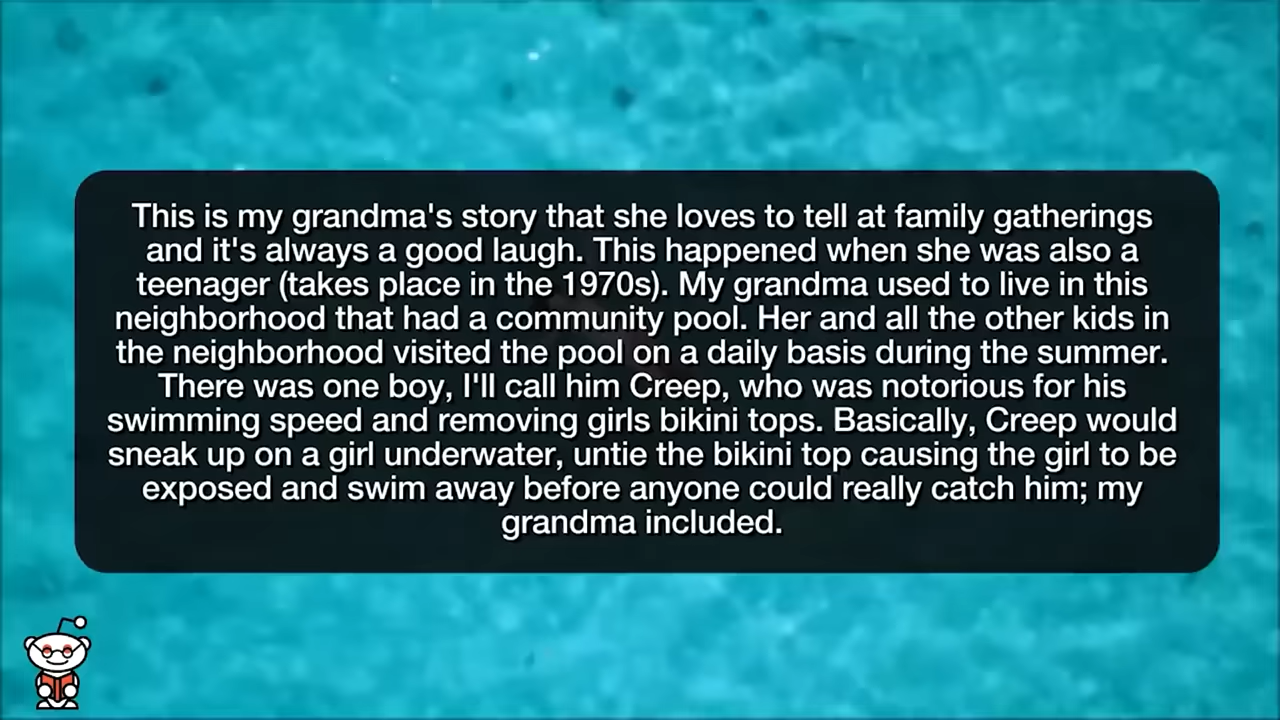 This is my grandma's story that she loves to tell at family gatherings
and it's always a good laugh. This happened when she was also a
teenager (takes place in the 1970s). My grandma used to live in this
neighborhood that had a community pool. Her and all the other kids in
the neighborhood visited the pool on a daily basis during the summer.
There was one boy, I'll call him Creep, who was notorious for his
swimming speed and removing girls bikini tops. Basically, Creep would
sneak up on a girl underwater, untie the bikini top causing the girl to be
exposed and swim away before anyone could really catch him; my
grandma included.